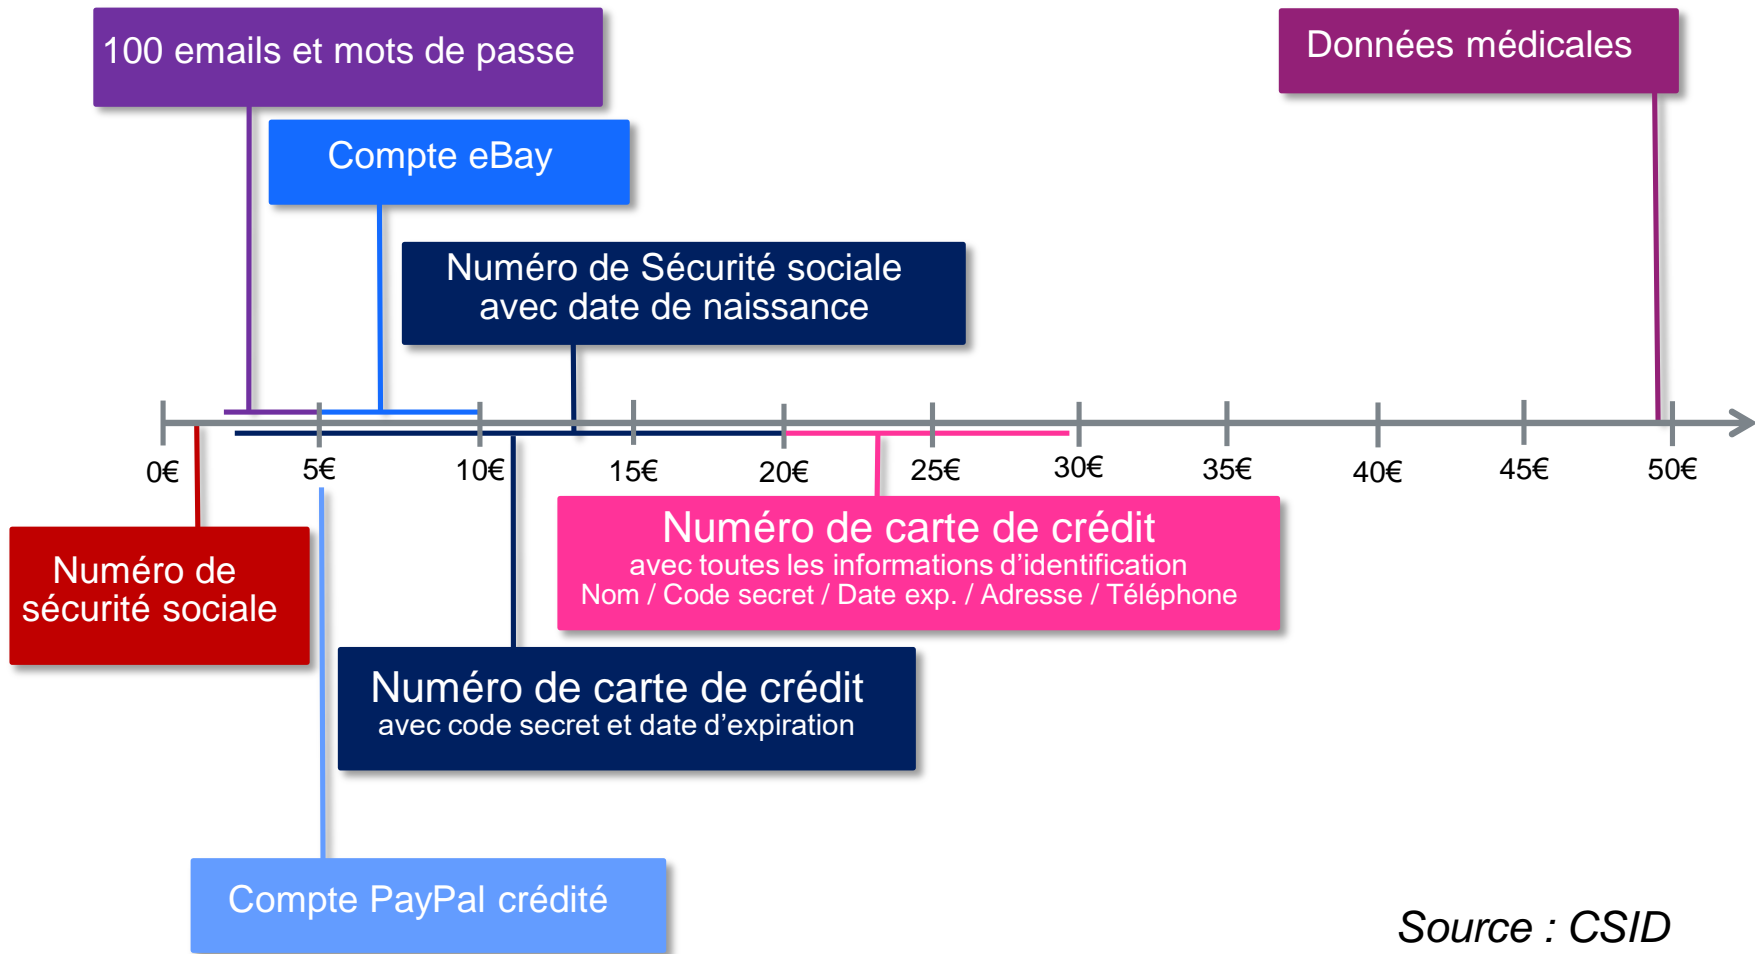 100 emails et mots de passe
Données médicales
Compte eBay
Numéro de Sécurité sociale
avec date de naissance
0€
5€
10€
15€
20€
25€
30€
35€
40€
45€
50€
Numéro de carte de crédit
avec toutes les informations d’identification
Nom / Code secret / Date exp. / Adresse / Téléphone
Numéro de
sécurité sociale
Numéro de carte de crédit
avec code secret et date d’expiration
Compte PayPal crédité
Source : CSID